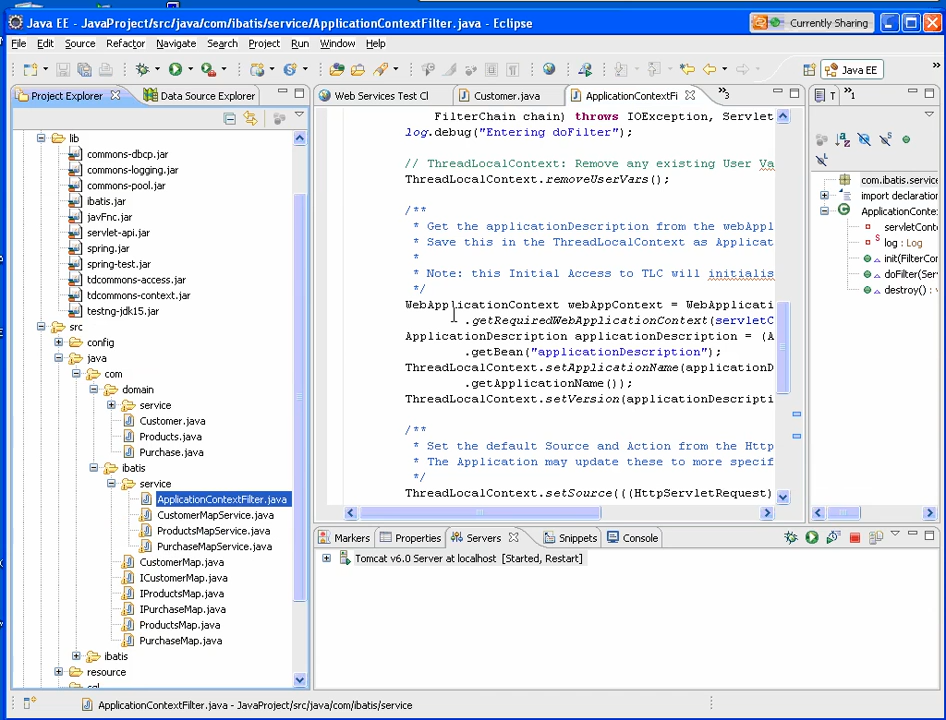 Java EE - JavaProject/src/java/com/ibatis/service/ApplicationContextFilter.java - Eclipse
Currently Sharing
File Edit Source Refactor Navigate Search Project Run Window Help
Java EE
Project Explorer
Data Source Explorer
Web Services Test Cl
Customer.java
ApplicationContextFi
3
T
1
lib
commons-dbcp.jar
commons-logging.jar
commons-pool.jar
ibatis.jar
javFnc.jar
servlet-api.jar
spring.jar
spring-test.jar
tdcommons-access.jar
tdcommons-context.jar
testng-jdk15.jar
src
config
java
com
domain
service
Customer.java
Products.java
Purchase.java
ibatis
service
ApplicationContextFilter.java
CustomerMapService.java
ProductsMapService.java
PurchaseMapService.java
CustomerMap.java
ICustomerMap.java
IProductsMap.java
IPurchaseMap.java
ProductsMap.java
PurchaseMap.java
ibatis
resource
sql
FilterChain chain) throws IOException, Servlet
log.debug("Entering doFilter");
// ThreadLocalContext: Remove any existing User Va
ThreadLocalContext.removeUserVars();
/**
* Get the applicationDescription from the webAppl
* Save this in the ThreadLocalContext as Applicat
*
* Note: this Initial Access to TLC will initialis
*/
WebApplicationContext webAppContext = WebApplicati
.getRequiredWebApplicationContext(servletC
ApplicationDescription applicationDescription = (A
.getBean("applicationDescription");
ThreadLocalContext.setApplicationName(applicationD
.getApplicationName());
ThreadLocalContext.setVersion(applicationDescripti
/**
* Set the default Source and Action from the Http
* The Application may update these to more specif
*/
ThreadLocalContext.setSource(((HttpServletRequest)
com.ibatis.service
import declaration
ApplicationConte
servletConte
log : Log
init(FilterCor
doFilter(Ser
destroy() : v
Markers
Properties
Servers
Snippets
Console
Tomcat v6.0 Server at localhost [Started, Restart]
ApplicationContextFilter.java - JavaProject/src/java/com/ibatis/service